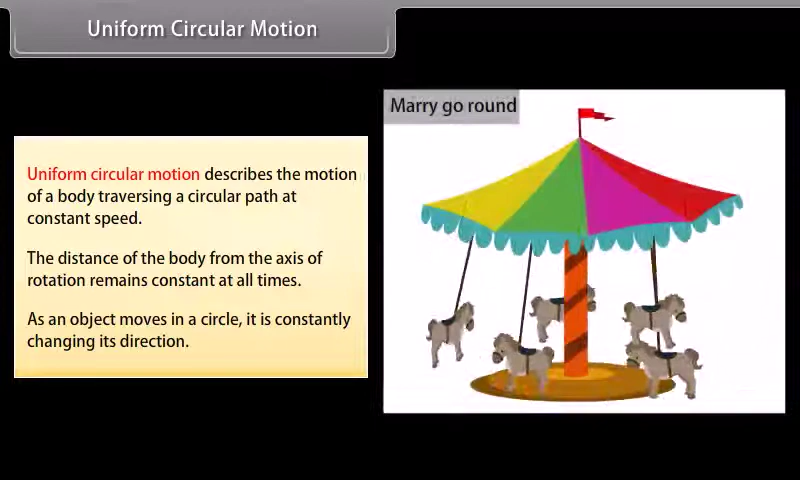 Uniform Circular Motion
Marry go round
Uniform circular motion describes the motion
of a body traversing a circular path at
constant speed.
The distance of the body from the axis of
rotation remains constant at all times.
As an object moves in a circle, it is constantly
changing its direction.